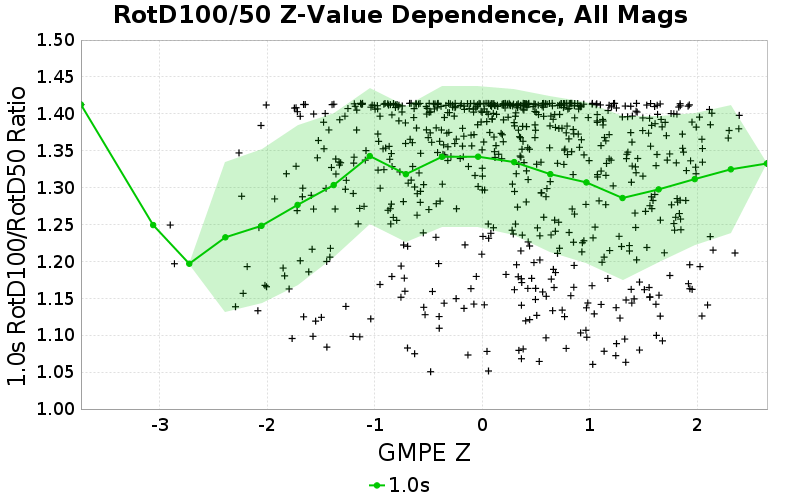 RotD100/50 Z-Value Dependence, All Mags
1.50
1.45
1.40
1.35
1.30
1.25
1.20
1.15
1.10
1.05
1.00
1.0s RotD100/RotD50 Ratio
-3 -2 -1 0 1 2
GMPE Z
1.0s